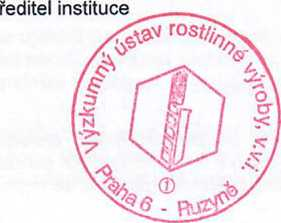 ředitel instituce
Výzkumný ústav rostlinné výroby, v.v.i.
1
Praha 6 - Ruzyně